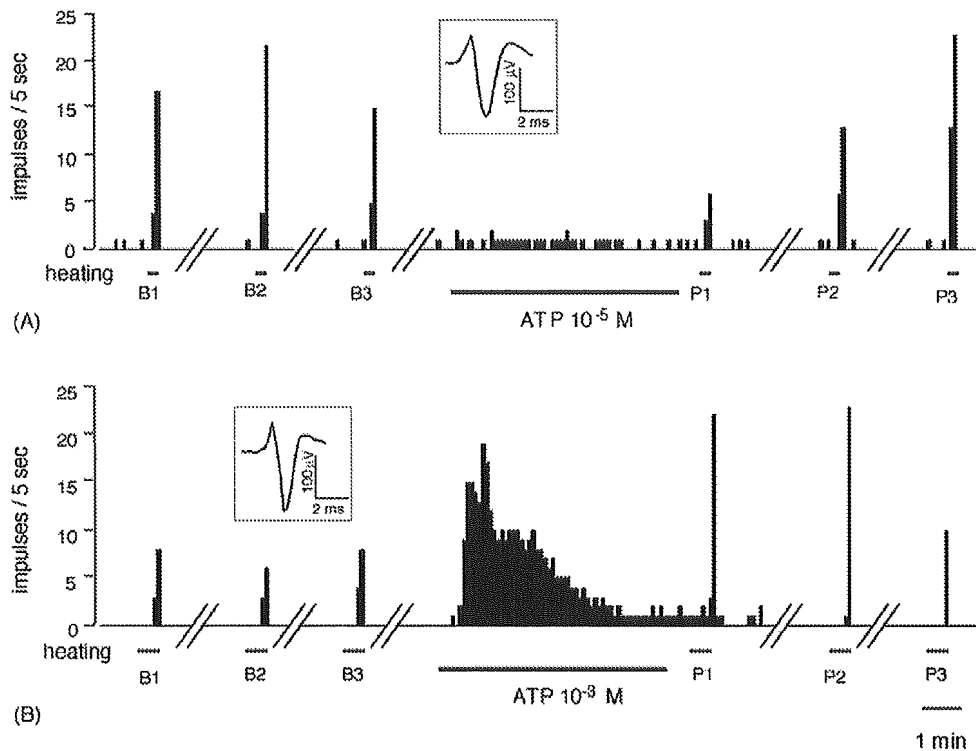 25
20
15
10
5
0
impulses / 5 sec
100 µV
2 ms
heating
B1
B2
B3
P1
P2
P3
ATP 10⁻⁵ M
(A)
25
20
15
10
5
0
impulses / 5 sec
100 µV
2 ms
heating
B1
B2
B3
P1
P2
P3
ATP 10⁻³ M
(B)
1 min